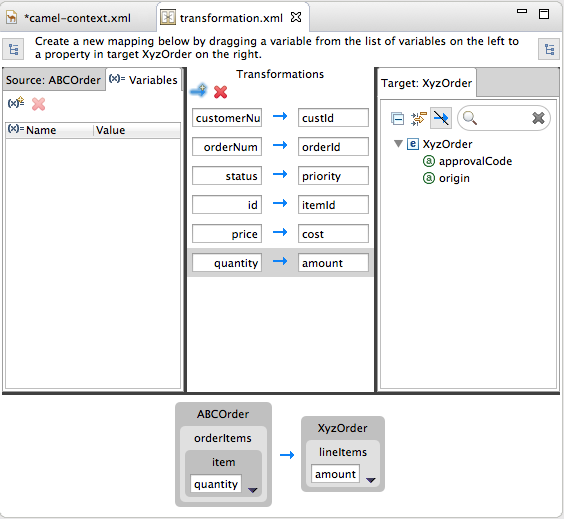 *camel-context.xml
transformation.xml
Create a new mapping below by dragging a variable from the list of variables on the left to
a property in target XyzOrder on the right.
Source: ABCOrder
(x)= Variables
(x)= Name
Value
Transformations
customerNu
custId
orderNum
orderId
status
priority
id
itemId
price
cost
quantity
amount
Target: XyzOrder
e XyzOrder
a approvalCode
a origin
ABCOrder
orderItems
item
quantity
XyzOrder
lineItems
amount